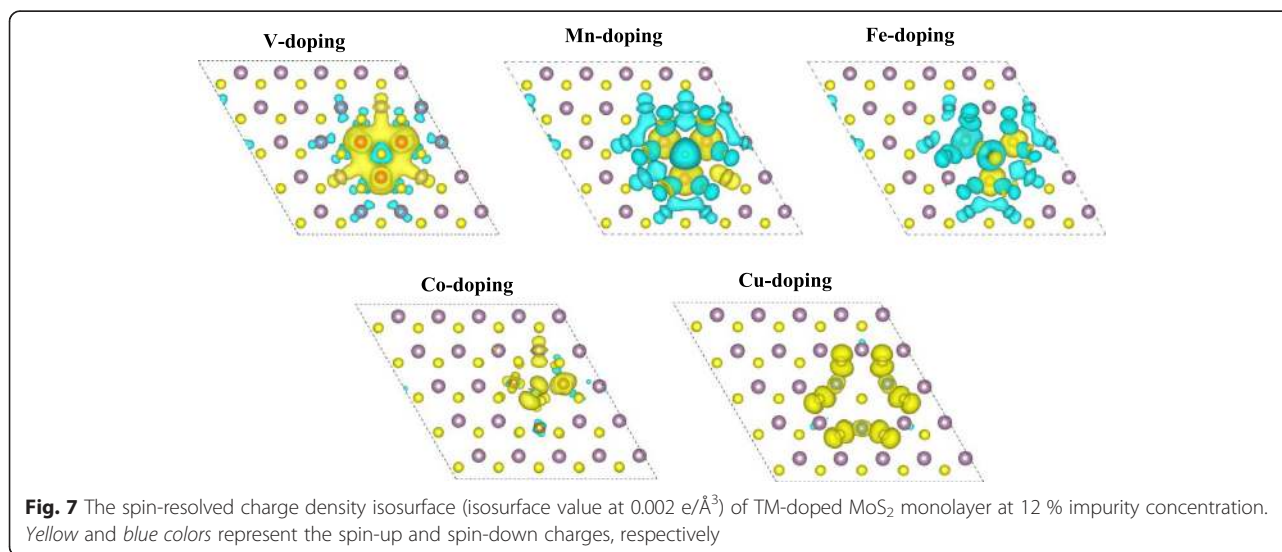 V-doping
Mn-doping
Fe-doping
Co-doping
Cu-doping
Fig. 7 The spin-resolved charge density isosurface (isosurface value at 0.002 e/Å³) of TM-doped MoS₂ monolayer at 12 % impurity concentration.
Yellow and blue colors represent the spin-up and spin-down charges, respectively